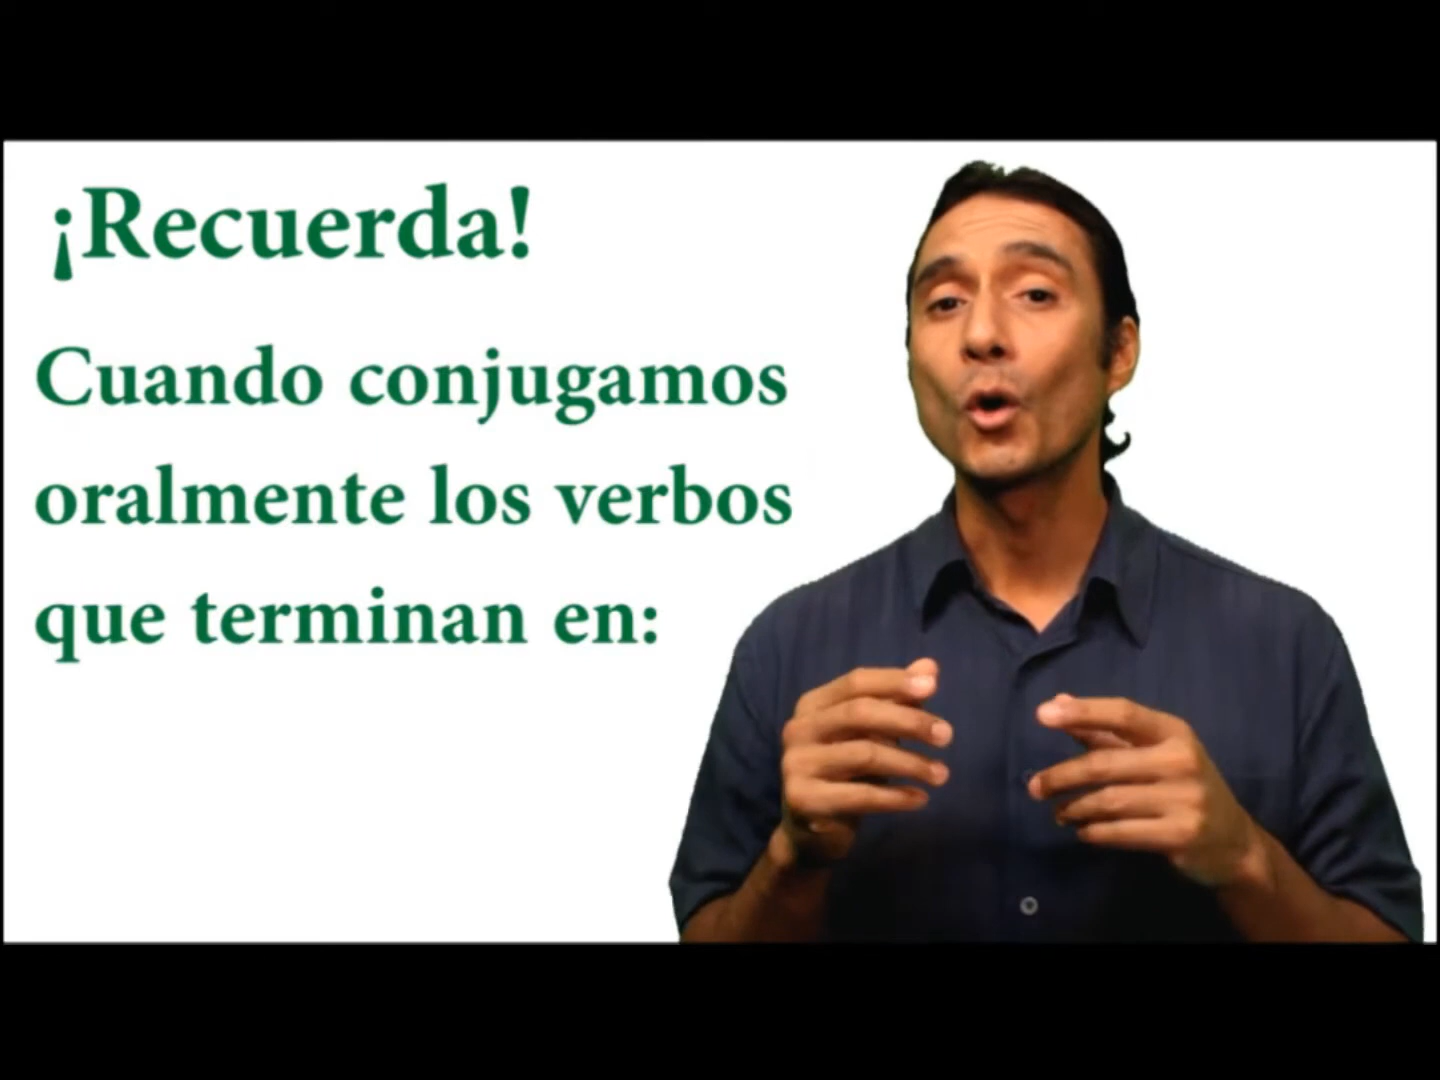 ¡Recuerda!
Cuando conjugamos
oralmente los verbos
que terminan en: